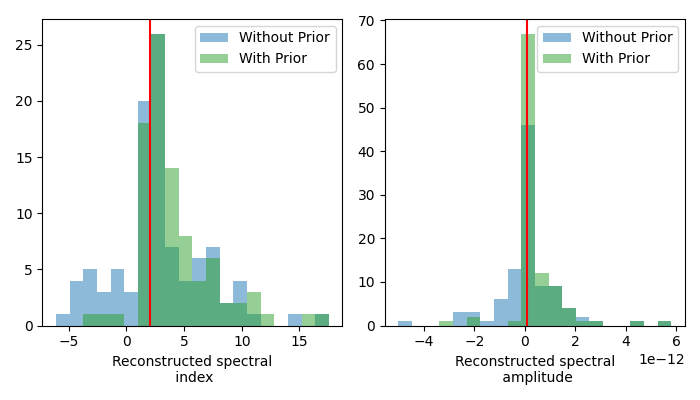 Without Prior
With Prior
25
20
15
10
5
0
−5
0
5
10
15
Reconstructed spectral
index
Without Prior
With Prior
70
60
50
40
30
20
10
0
−4
−2
0
2
4
6
1e−12
Reconstructed spectral
amplitude